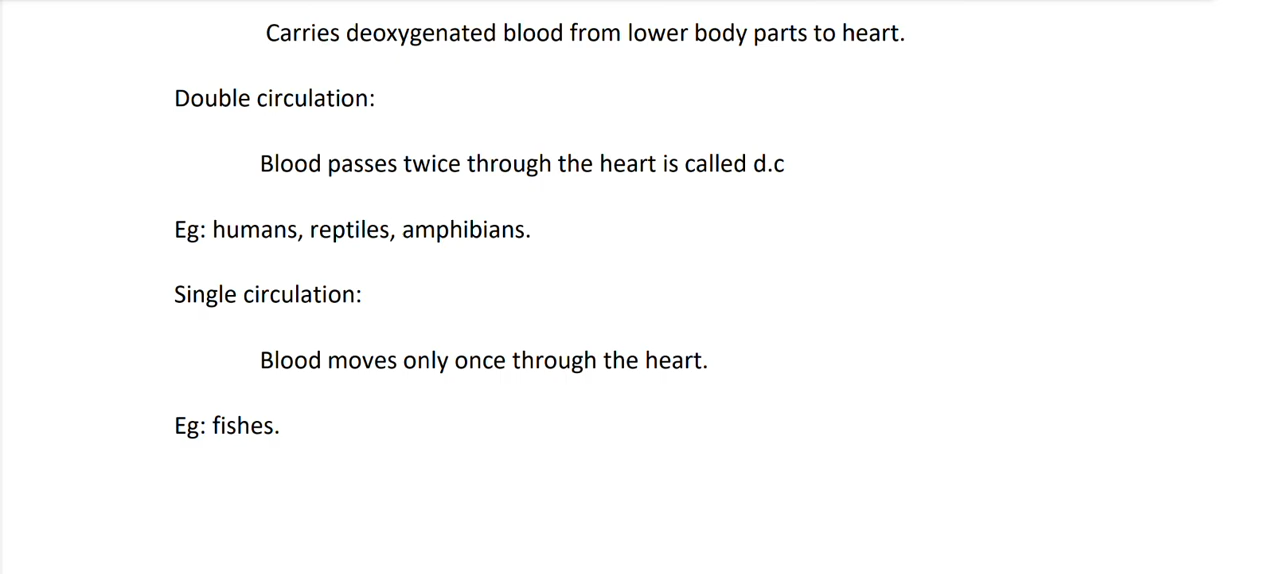 Carries deoxygenated blood from lower body parts to heart.
Double circulation:
Blood passes twice through the heart is called d.c
Eg: humans, reptiles, amphibians.
Single circulation:
Blood moves only once through the heart.
Eg: fishes.